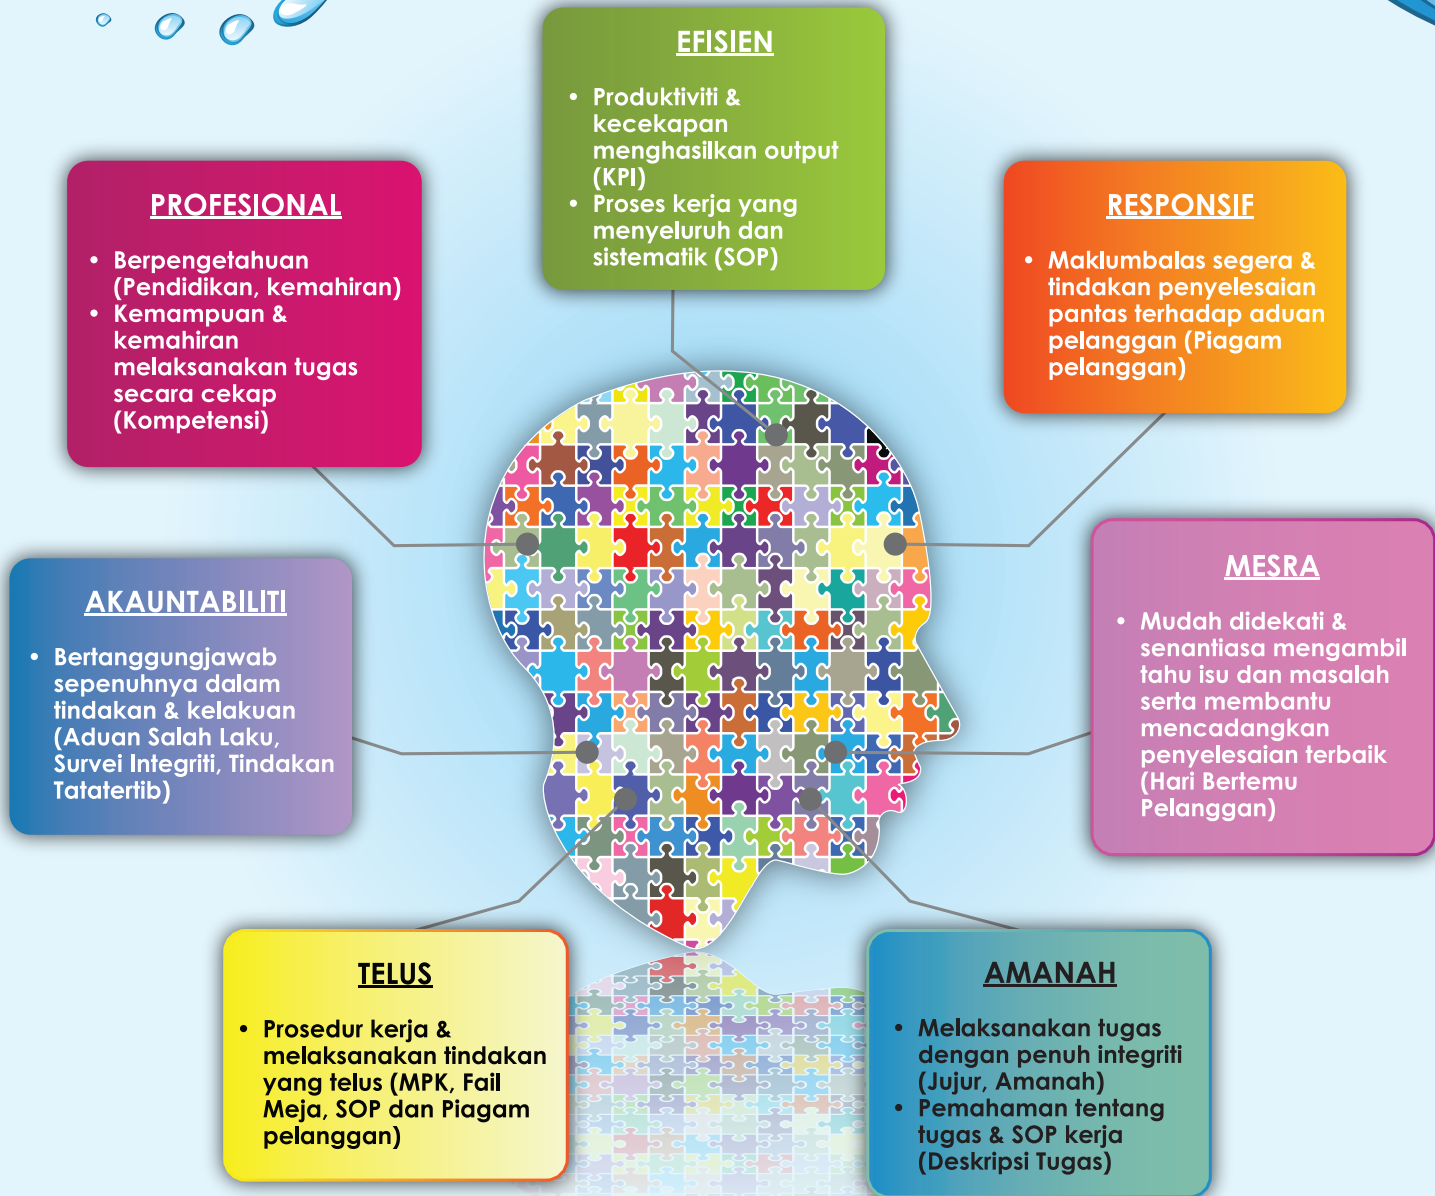 EFISIEN
• Produktiviti &
kecekapan
menghasilkan output
(KPI)
• Proses kerja yang
menyeluruh dan
sistematik (SOP)
PROFESIONAL
• Berpengetahuan
(Pendidikan, kemahiran)
• Kemampuan &
kemahiran
melaksanakan tugas
secara cekap
(Kompetensi)
RESPONSIF
• Maklumbalas segera &
tindakan penyelesaian
pantas terhadap aduan
pelanggan (Piagam
pelanggan)
AKAUNTABILITI
• Bertanggungjawab
sepenuhnya dalam
tindakan & kelakuan
(Aduan Salah Laku,
Survei Integriti, Tindakan
Tatatertib)
MESRA
• Mudah didekati &
senantiasa mengambil
tahu isu dan masalah
serta membantu
mencadangkan
penyelesaian terbaik
(Hari Bertemu
Pelanggan)
TELUS
• Prosedur kerja &
melaksanakan tindakan
yang telus (MPK, Fail
Meja, SOP dan Piagam
pelanggan)
AMANAH
• Melaksanakan tugas
dengan penuh integriti
(Jujur, Amanah)
• Pemahaman tentang
tugas & SOP kerja
(Deskripsi Tugas)